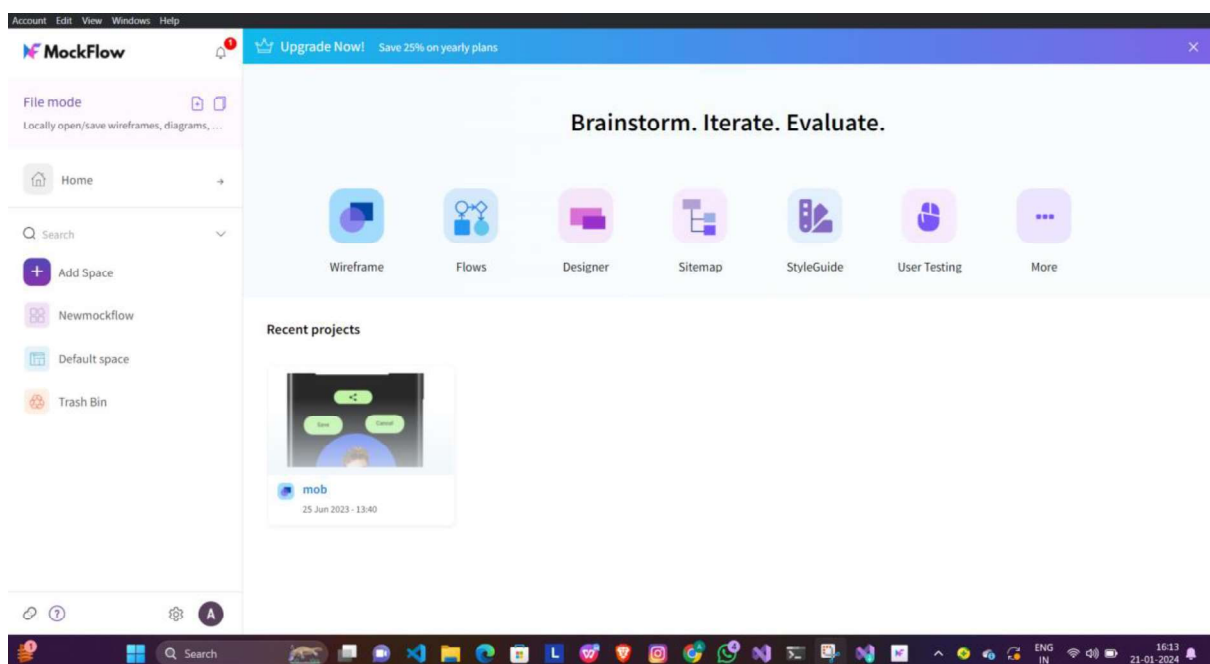 Account Edit View Windows Help
MockFlow
1
Upgrade Now! Save 25% on yearly plans
File mode
Locally open/save wireframes, diagrams, ...
Brainstorm. Iterate. Evaluate.
Home
Search
Add Space
Newmockflow
Default space
Trash Bin
Wireframe Flows Designer Sitemap StyleGuide User Testing More
Recent projects
Save Cancel
mob
25 Jun 2023 - 13:40
A
1
Search
L
9
ENG
IN
16:13
21-01-2024